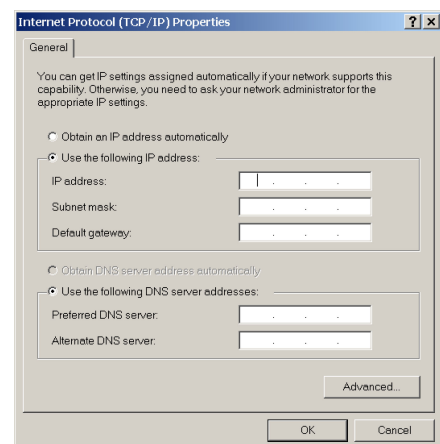 Internet Protocol (TCP/IP) Properties
General
You can get IP settings assigned automatically if your network supports this
capability. Otherwise, you need to ask your network administrator for the
appropriate IP settings.
Obtain an IP address automatically
Use the following IP address:
IP address:
Subnet mask:
Default gateway:
Obtain DNS server address automatically
Use the following DNS server addresses:
Preferred DNS server:
Alternate DNS server:
Advanced...
OK Cancel